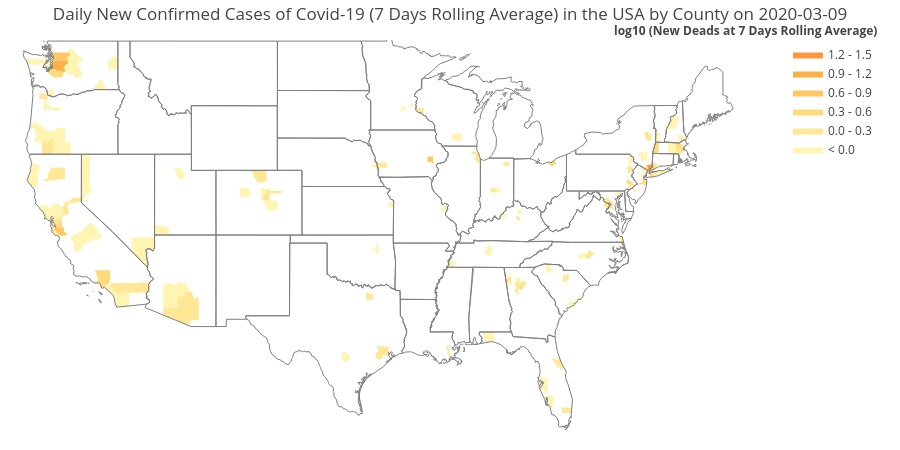 Daily New Confirmed Cases of Covid-19 (7 Days Rolling Average) in the USA by County on 2020-03-09
log10 (New Deads at 7 Days Rolling Average)
1.2 - 1.5
0.9 - 1.2
0.6 - 0.9
0.3 - 0.6
0.0 - 0.3
< 0.0